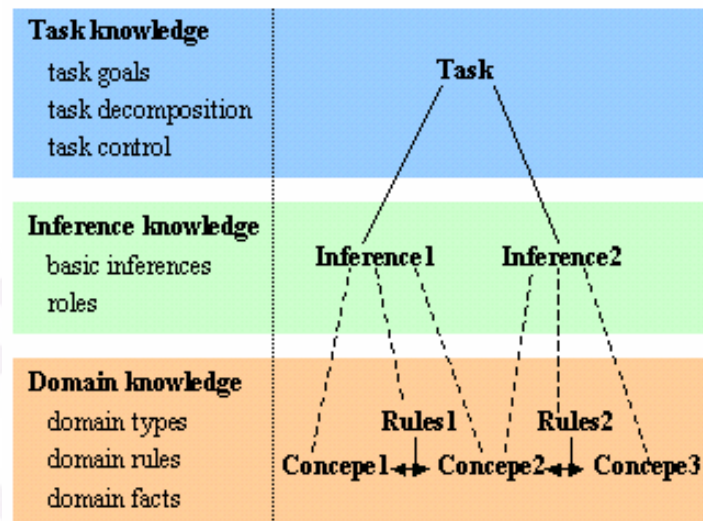 Task knowledge
task goals
task decomposition
task control
Task
Inference knowledge
basic inferences
roles
Inference1
Inference2
Domain knowledge
domain types
domain rules
domain facts
Rules1
Rules2
Concepe1
Concepe2
Concepe3